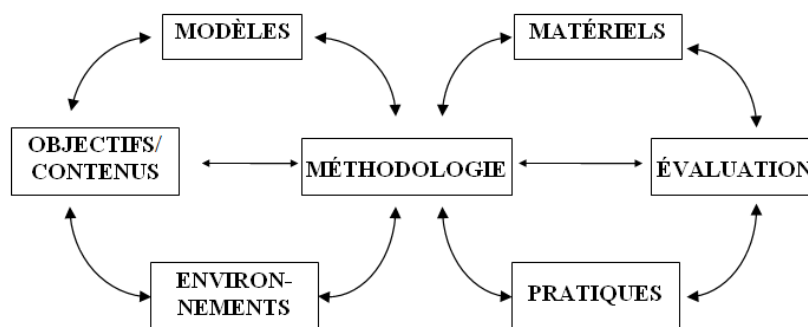 MODÈLES
MATÉRIELS
OBJECTIFS/
CONTENUS
MÉTHODOLOGIE
ÉVALUATION
ENVIRON-
NEMENTS
PRATIQUES